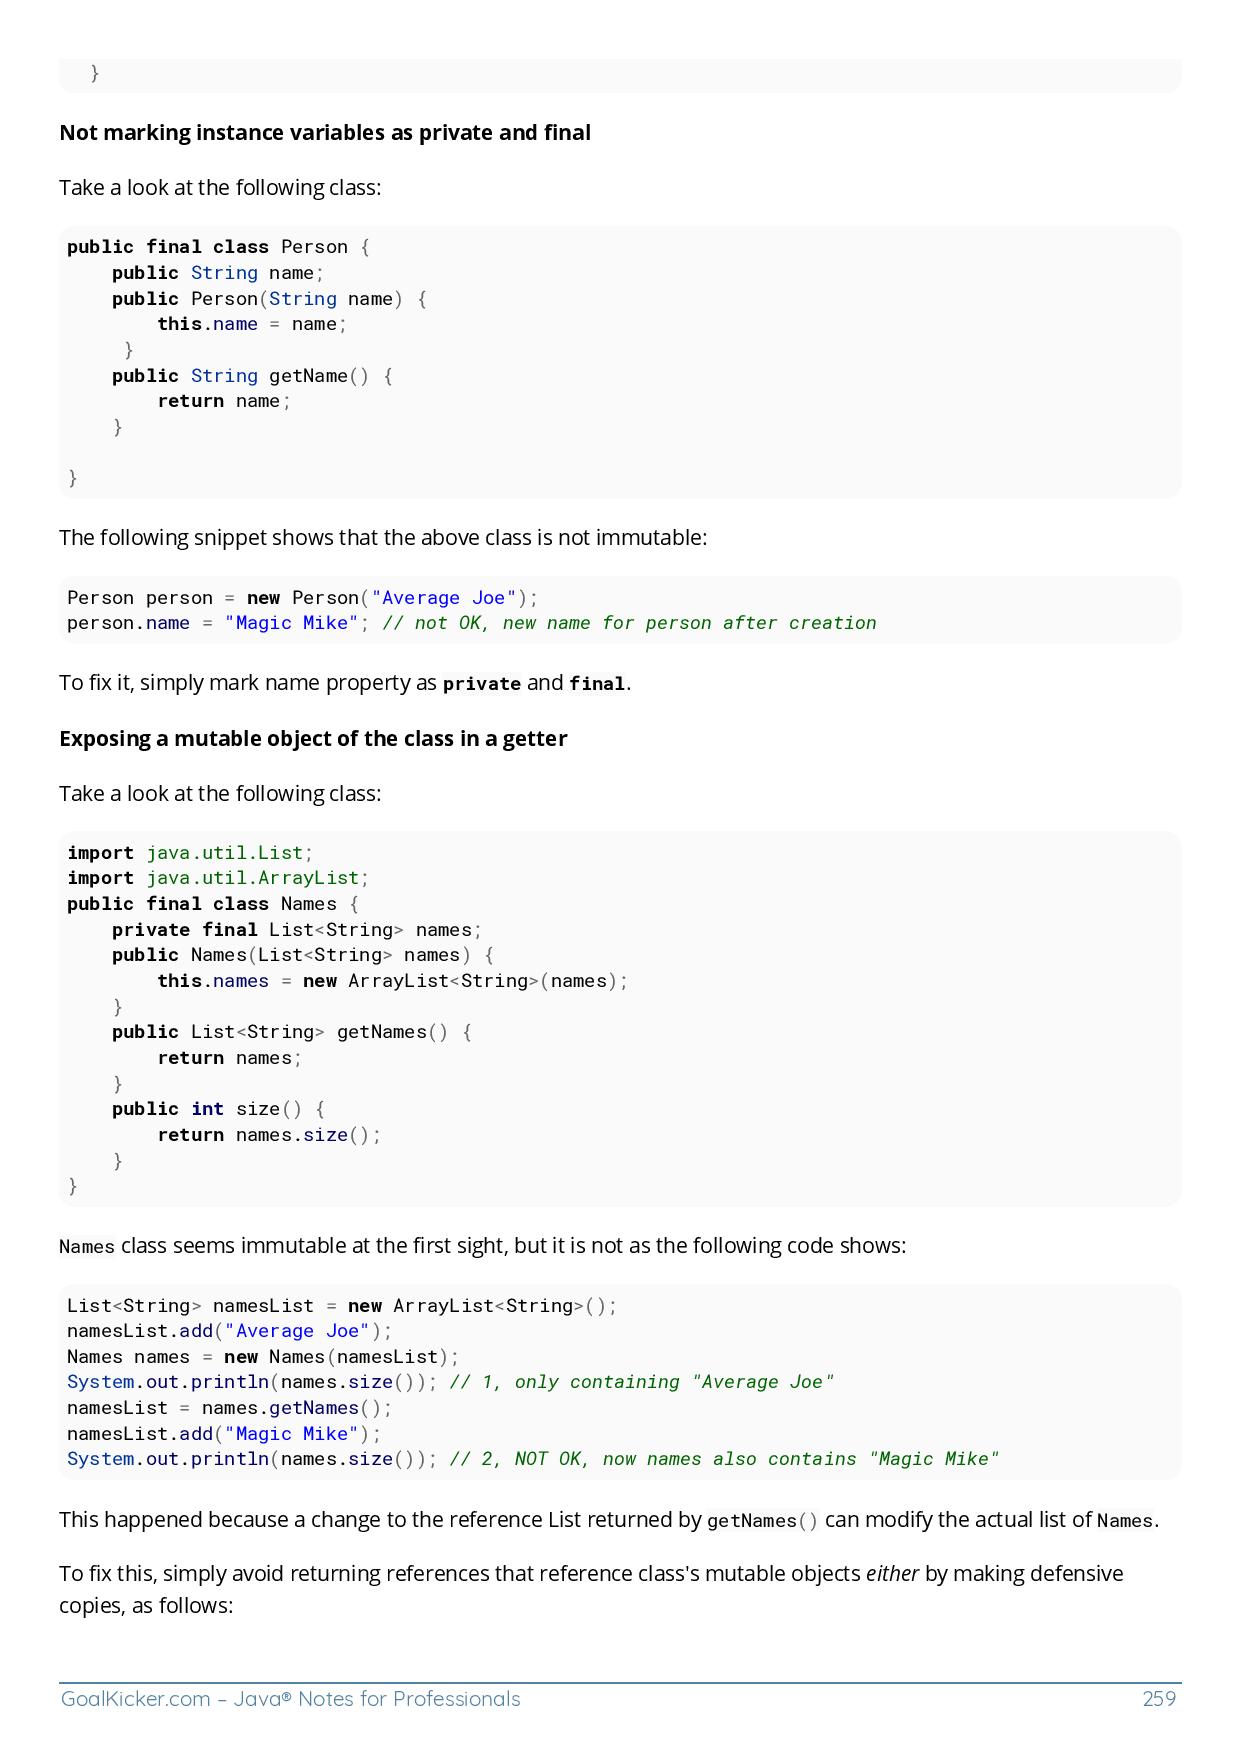 }
Not marking instance variables as private and final
Take a look at the following class:
public final class Person {
    public String name;
    public Person(String name) {
        this.name = name;
     }
    public String getName() {
        return name;
    }

}
The following snippet shows that the above class is not immutable:
Person person = new Person("Average Joe");
person.name = "Magic Mike"; // not OK, new name for person after creation
To fix it, simply mark name property as private and final.
Exposing a mutable object of the class in a getter
Take a look at the following class:
import java.util.List;
import java.util.ArrayList;
public final class Names {
    private final List<String> names;
    public Names(List<String> names) {
        this.names = new ArrayList<String>(names);
    }
    public List<String> getNames() {
        return names;
    }
    public int size() {
        return names.size();
    }
}
Names class seems immutable at the first sight, but it is not as the following code shows:
List<String> namesList = new ArrayList<String>();
namesList.add("Average Joe");
Names names = new Names(namesList);
System.out.println(names.size()); // 1, only containing "Average Joe"
namesList = names.getNames();
namesList.add("Magic Mike");
System.out.println(names.size()); // 2, NOT OK, now names also contains "Magic Mike"
This happened because a change to the reference List returned by getNames() can modify the actual list of Names.
To fix this, simply avoid returning references that reference class's mutable objects either by making defensive
copies, as follows:
GoalKicker.com – Java® Notes for Professionals 259